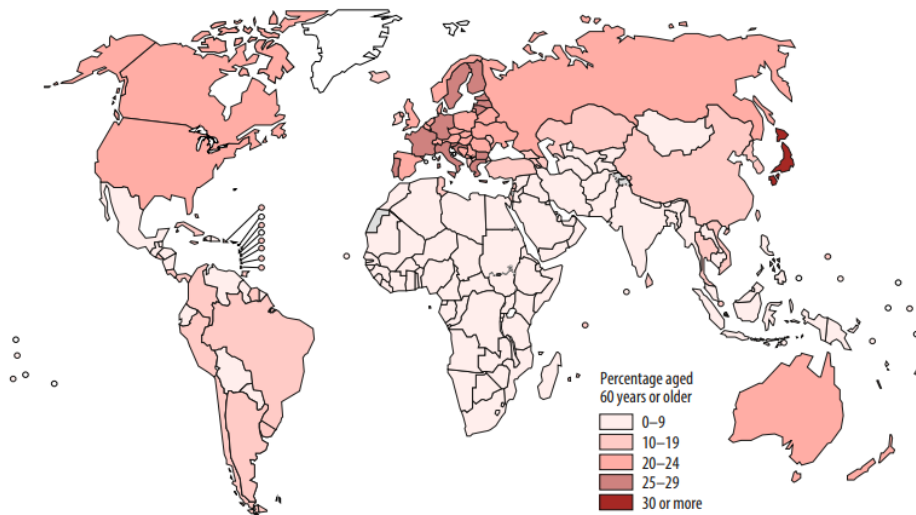 Percentage aged
60 years or older
0–9
10–19
20–24
25–29
30 or more